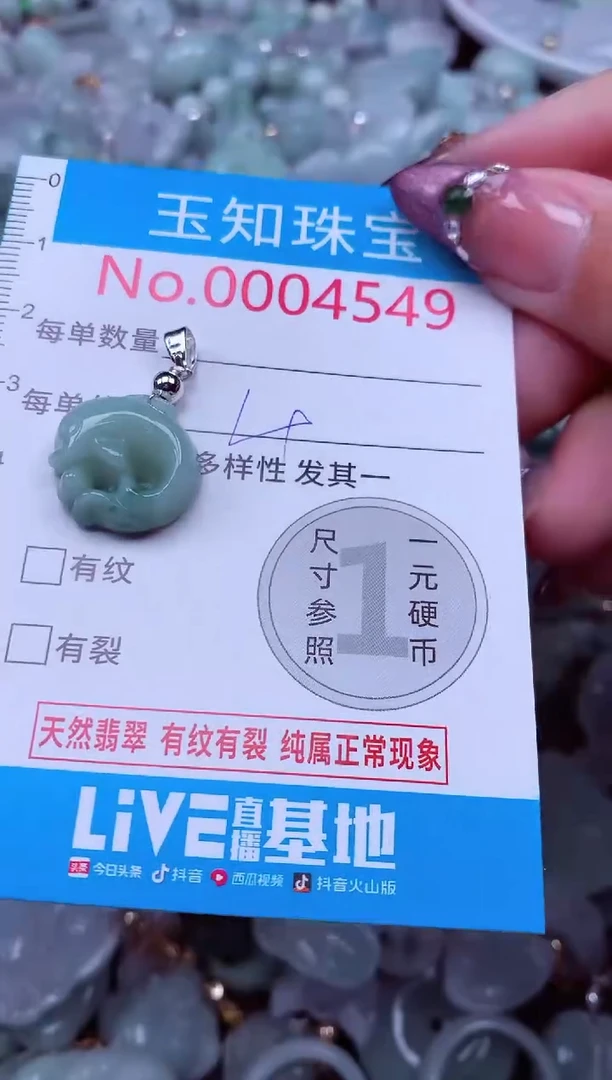 0
玉知珠宝
1
No.0004549
2
每单数量
3
每单
4
多样性 发其一
尺寸参照
1
一元硬币
有纹
有裂
天然翡翠 有纹有裂 纯属正常现象
LiVE直播基地
头条 今日头条 抖音 西瓜视频 抖音火山版